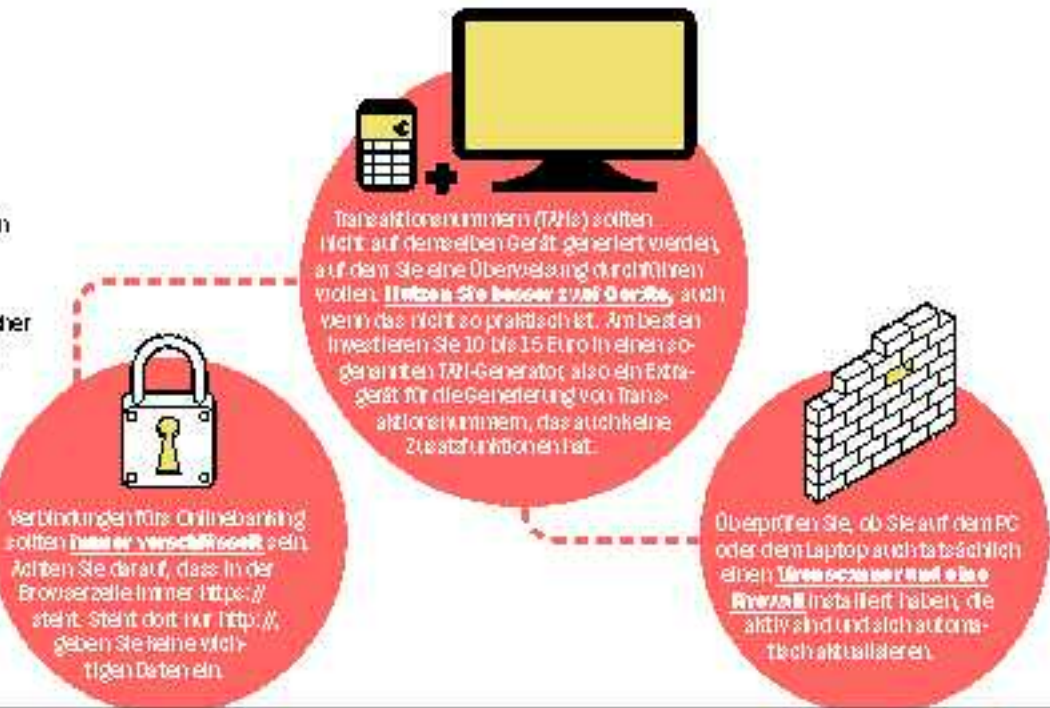 n
her
Verbindungen fürs Onlinebanking
sollten immer verschlüsselt sein.
Achten Sie darauf, dass in der
Browserzeile immer https://
steht. Steht dort nur http://,
geben Sie keine wich-
tigen Daten ein.
Transaktionsnummern (TANs) sollten
nicht auf demselben Gerät generiert werden,
auf dem Sie eine Überweisung durchführen
wollen. Nutzen Sie besser zwei Geräte, auch
wenn das nicht so praktisch ist. Am besten
investieren Sie 10 bis 15 Euro in einen so-
genannten TAN-Generator, also ein Extra-
gerät für die Generierung von Trans-
aktionsnummern, das auch keine
Zusatzfunktionen hat.
Überprüfen Sie, ob Sie auf dem PC
oder dem Laptop auch tatsächlich
einen Virenscanner und eine
Firewall installiert haben, die
aktiv sind und sich automa-
tisch aktualisieren.